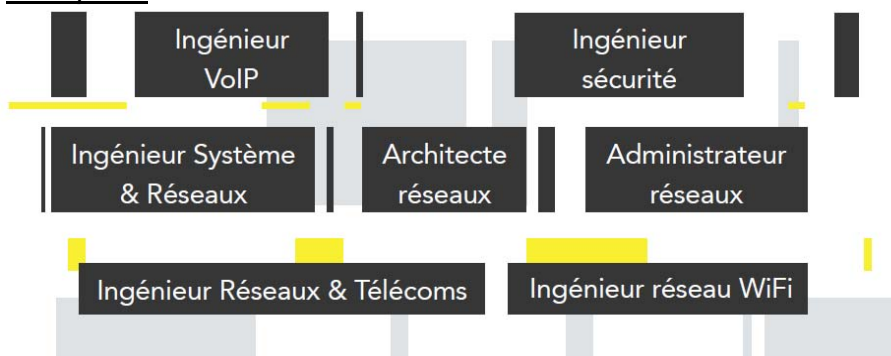 Ingénieur
VoIP
Ingénieur
sécurité
Ingénieur Système
& Réseaux
Architecte
réseaux
Administrateur
réseaux
Ingénieur Réseaux & Télécoms
Ingénieur réseau WiFi